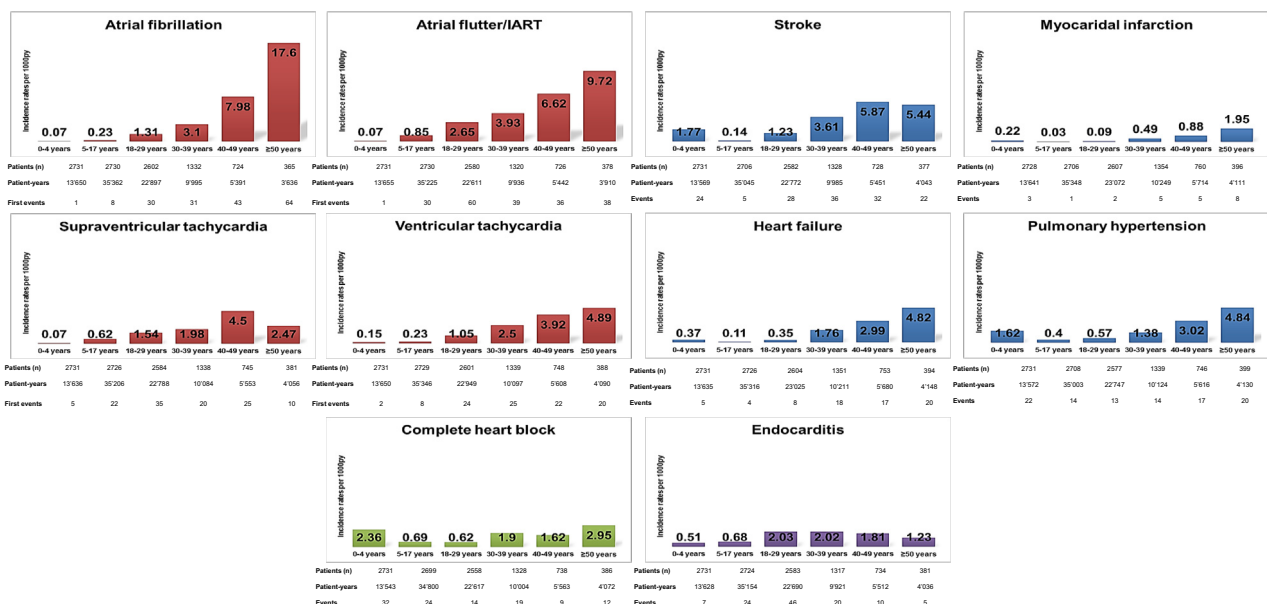 Atrial fibrillation
Incidence rates per 1000py
0.07 0.23 1.31 3.1 7.98 17.6
0-4 years 5-17 years 18-29 years 30-39 years 40-49 years ≥50 years
Patients (n) 2731 2730 2602 1332 724 365
Patient-years 13'650 35'362 22'897 9'995 5'391 3'636
First events 1 8 30 31 43 64
Atrial flutter/IART
Incidence rates per 1000py
0.07 0.85 2.65 3.93 6.62 9.72
0-4 years 5-17 years 18-29 years 30-39 years 40-49 years ≥50 years
Patients (n) 2731 2730 2580 1320 726 378
Patient-years 13'655 35'225 22'611 9'936 5'442 3'910
First events 1 30 60 39 36 38
Stroke
Incidence rates per 1000py
1.77 0.14 1.23 3.61 5.87 5.44
0-4 years 5-17 years 18-29 years 30-39 years 40-49 years ≥50 years
Patients (n) 2731 2706 2582 1328 728 377
Patient-years 13'569 35'045 22'772 9'985 5'451 4'043
Events 24 5 28 36 32 22
Myocaridal infarction
Incidence rates per 1000py
0.22 0.03 0.09 0.49 0.88 1.95
0-4 years 5-17 years 18-29 years 30-39 years 40-49 years ≥50 years
Patients (n) 2728 2706 2607 1354 760 396
Patient-years 13'641 35'348 23'072 10'249 5'714 4'111
Events 3 1 2 5 5 8
Supraventricular tachycardia
Incidence rates per 1000py
0.07 0.62 1.54 1.98 4.5 2.47
0-4 years 5-17 years 18-29 years 30-39 years 40-49 years ≥50 years
Patients (n) 2731 2726 2584 1338 745 381
Patient-years 13'636 35'206 22'788 10'084 5'553 4'056
First events 5 22 35 20 25 10
Ventricular tachycardia
Incidence rates per 1000py
0.15 0.23 1.05 2.5 3.92 4.89
0-4 years 5-17 years 18-29 years 30-39 years 40-49 years ≥50 years
Patients (n) 2731 2729 2601 1339 748 388
Patient-years 13'650 35'346 22'949 10'097 5'608 4'090
First events 2 8 24 25 22 20
Heart failure
Incidence rates per 1000py
0.37 0.11 0.35 1.76 2.99 4.82
0-4 years 5-17 years 18-29 years 30-39 years 40-49 years ≥50 years
Patients (n) 2731 2726 2604 1351 753 394
Patient-years 13'635 35'316 23'025 10'211 5'680 4'148
Events 5 4 8 18 17 20
Pulmonary hypertension
Incidence rates per 1000py
1.62 0.4 0.57 1.38 3.02 4.84
0-4 years 5-17 years 18-29 years 30-39 years 40-49 years ≥50 years
Patients (n) 2731 2708 2577 1339 746 399
Patient-years 13'572 35'003 22'747 10'124 5'616 4'130
Events 22 14 13 14 17 20
Complete heart block
Incidence rates per 1000py
2.36 0.69 0.62 1.9 1.62 2.95
0-4 years 5-17 years 18-29 years 30-39 years 40-49 years ≥50 years
Patients (n) 2731 2699 2558 1328 738 386
Patient-years 13'543 34'800 22'617 10'004 5'563 4'072
Events 32 24 14 19 9 12
Endocarditis
Incidence rates per 1000py
0.51 0.68 2.03 2.02 1.81 1.23
0-4 years 5-17 years 18-29 years 30-39 years 40-49 years ≥50 years
Patients (n) 2731 2724 2583 1317 734 381
Patient-years 13'628 35'154 22'690 9'921 5'512 4'036
Events 7 24 46 20 10 5